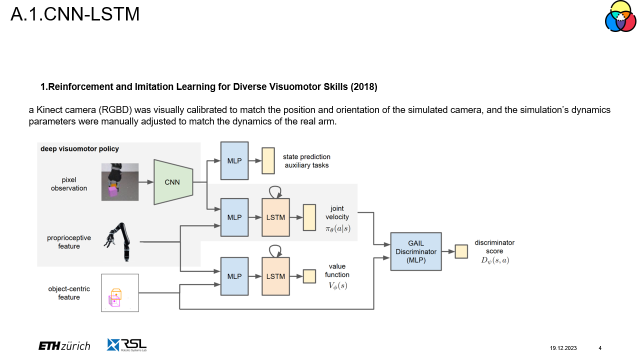 A.1.CNN-LSTM
1.Reinforcement and Imitation Learning for Diverse Visuomotor Skills (2018)
a Kinect camera (RGBD) was visually calibrated to match the position and orientation of the simulated camera, and the simulation's dynamics
parameters were manually adjusted to match the dynamics of the real arm.
deep visuomotor policy
pixel
observation
CNN
MLP
state prediction
auxiliary tasks
proprioceptive
feature
MLP
LSTM
joint
velocity
πθ(a|s)
object-centric
feature
MLP
LSTM
value
function
Vφ(s)
GAIL
Discriminator
(MLP)
discriminator
score
Dψ(s, a)
ETH zürich
RSL
19.12.2023
4